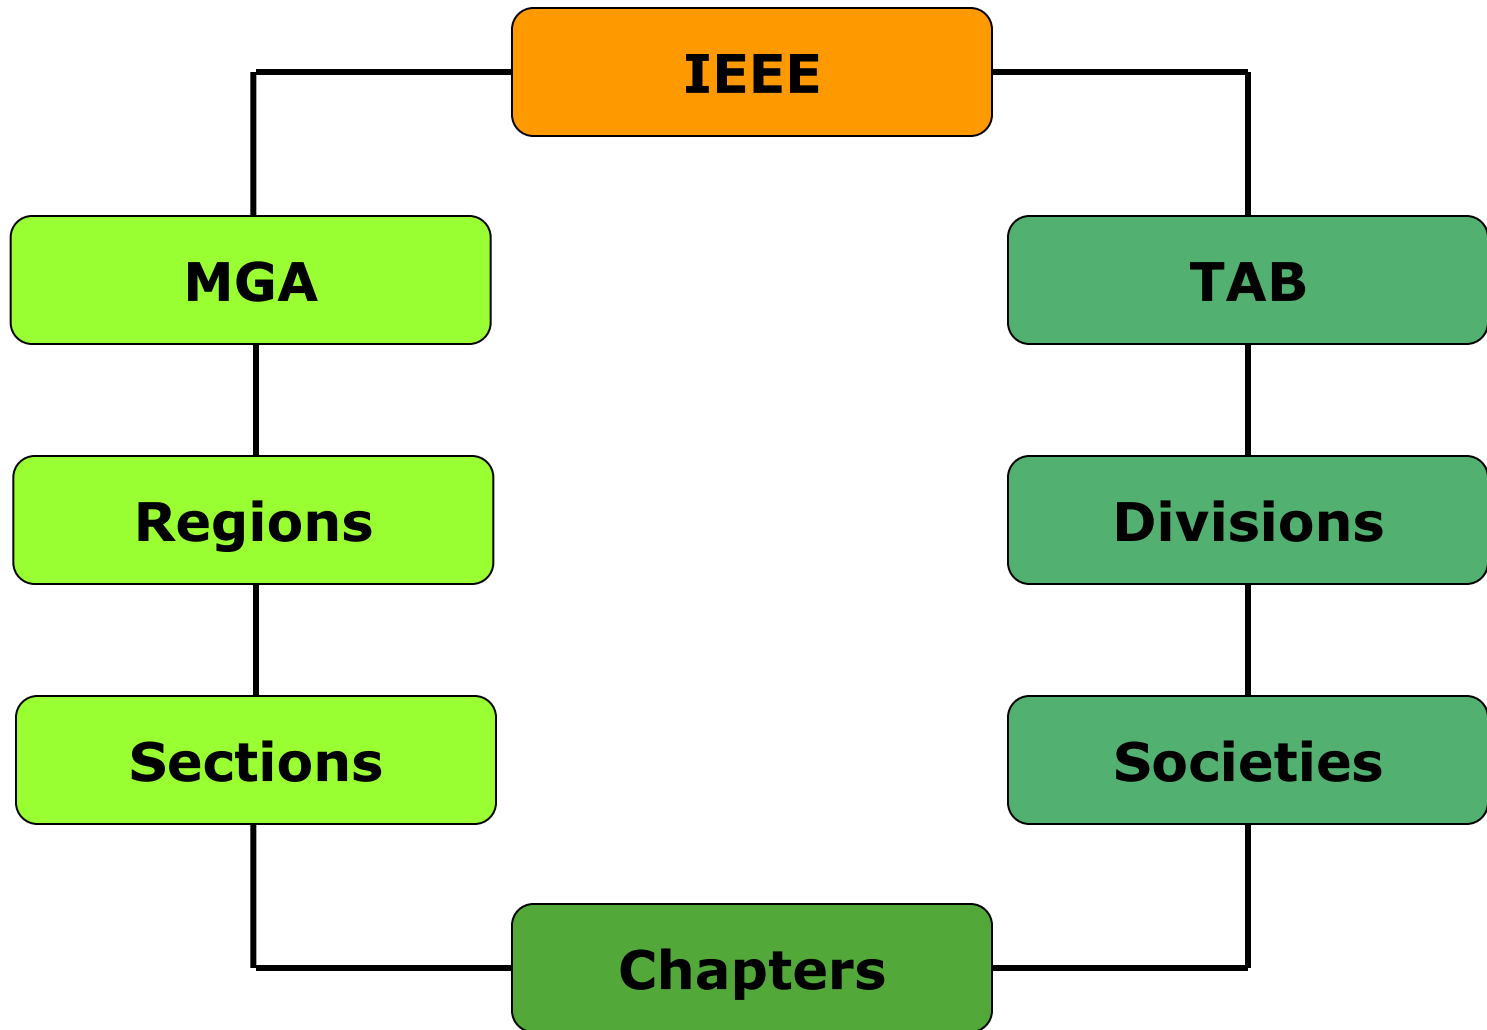 IEEE
MGA
TAB
Regions
Divisions
Sections
Societies
Chapters